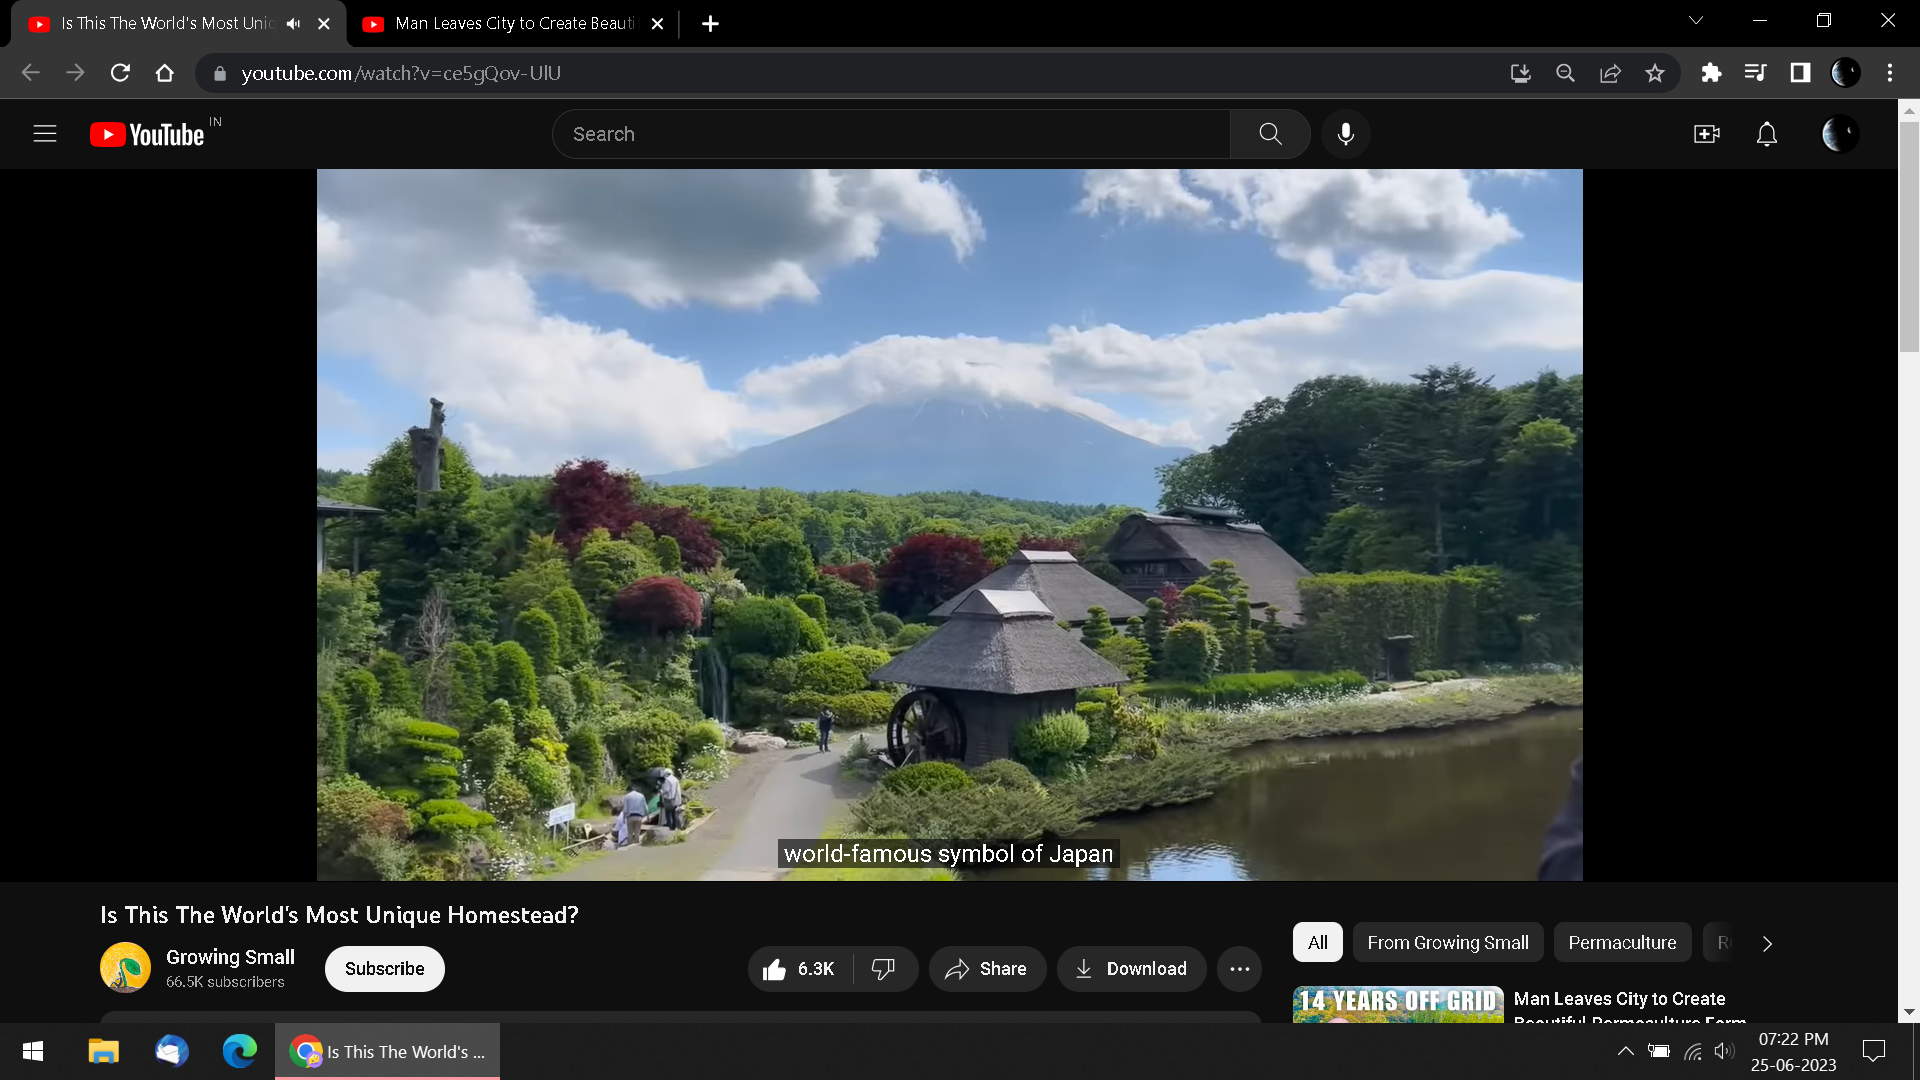 Is This The World's Most Uniq
Man Leaves City to Create Beauti
youtube.com/watch?v=ce5gQov-UlU
YouTube IN
Search
world-famous symbol of Japan
Is This The World's Most Unique Homestead?
Growing Small
66.5K subscribers
Subscribe
6.3K
Share
Download
All
From Growing Small
Permaculture
14 YEARS OFF GRID
Man Leaves City to Create
Beautiful Permaculture Farm
Is This The World's ...
07:22 PM
25-06-2023